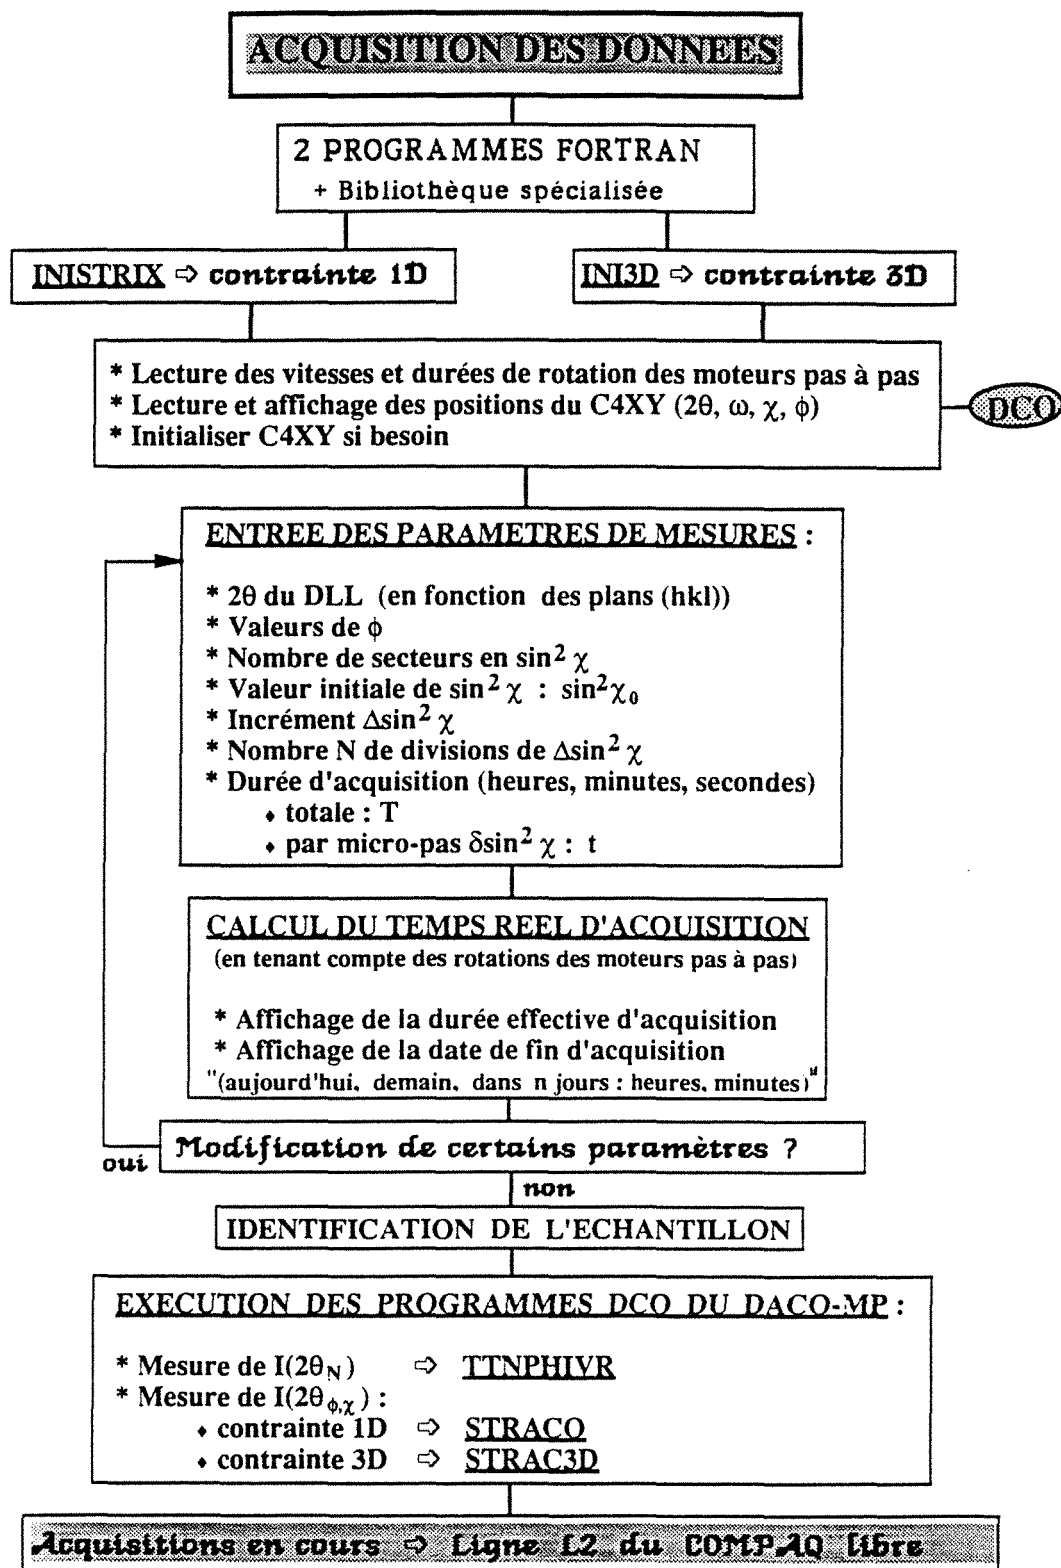 ACQUISITION DES DONNEES
2 PROGRAMMES FORTRAN
+ Bibliothèque spécialisée
INISTRIX ⇨ contrainte 1D
INI3D ⇨ contrainte 3D
* Lecture des vitesses et durées de rotation des moteurs pas à pas
* Lecture et affichage des positions du C4XY (2θ, ω, χ, ϕ)
* Initialiser C4XY si besoin
DCO
ENTREE DES PARAMETRES DE MESURES :
* 2θ du DLL (en fonction des plans (hkl))
* Valeurs de ϕ
* Nombre de secteurs en sin² χ
* Valeur initiale de sin² χ : sin²χ₀
* Incrément Δsin² χ
* Nombre N de divisions de Δsin² χ
* Durée d'acquisition (heures, minutes, secondes)
♦ totale : T
♦ par micro-pas δsin² χ : t
CALCUL DU TEMPS REEL D'ACQUISITION
(en tenant compte des rotations des moteurs pas à pas)
* Affichage de la durée effective d'acquisition
* Affichage de la date de fin d'acquisition
"(aujourd'hui, demain, dans n jours : heures, minutes)"
Modification de certains paramètres ?
oui
non
IDENTIFICATION DE L'ECHANTILLON
EXECUTION DES PROGRAMMES DCO DU DACO-MP :
* Mesure de I(2θN) ⇨ TTNPHIVR
* Mesure de I(2θϕ,χ) :
♦ contrainte 1D ⇨ STRACO
♦ contrainte 3D ⇨ STRAC3D
Acquisitions en cours ⇨ Ligne L2 du COMPAQ libre